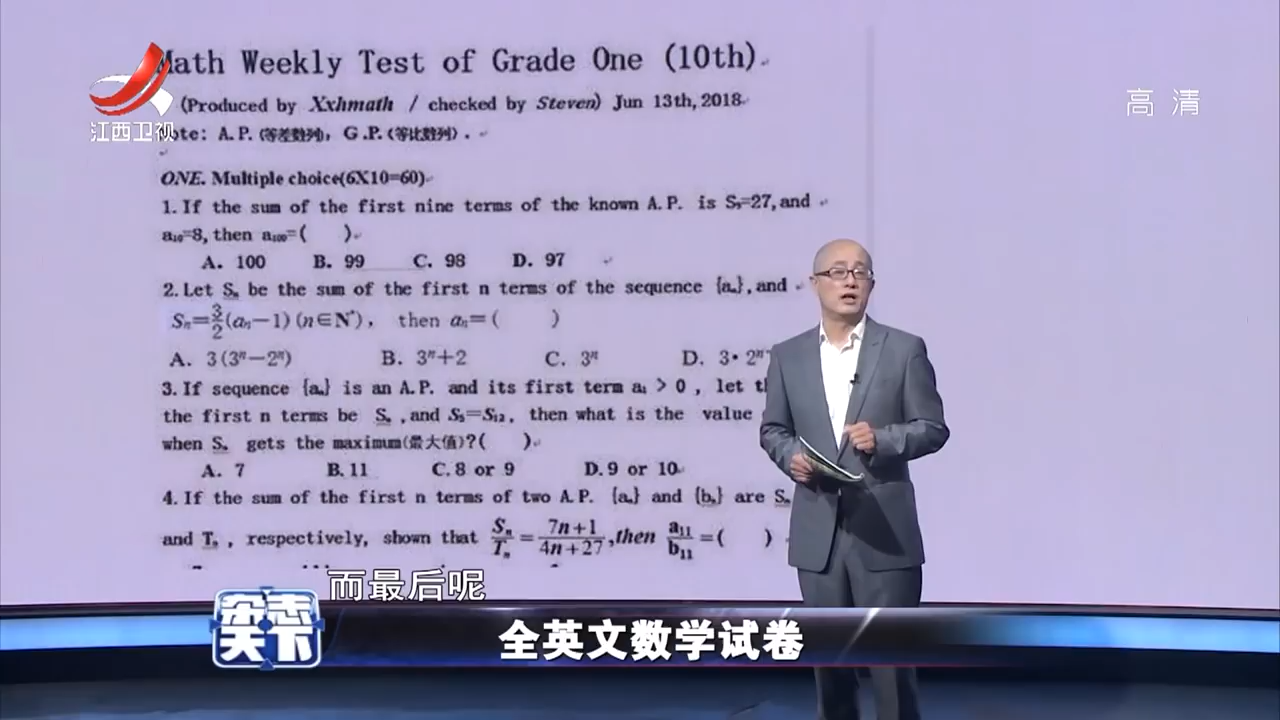 Math Weekly Test of Grade One (10th)
高清
(Produced by Xxhmath / checked by Steven) Jun 13th, 2018
江西卫视
ote: A.P. (等差数列), G.P. (等比数列).
ONE. Multiple choice(6X10=60)
1. If the sum of the first nine terms of the known A.P. is S₉=27, and
a₁₀=8, then a₁₀₀=( )
A. 100 B. 99 C. 98 D. 97
2. Let Sₙ be the sum of the first n terms of the sequence {aₙ}, and
Sₙ=3/2(aₙ−1)(n∈N*), then aₙ=( )
A. 3(3ⁿ−2ⁿ) B. 3ⁿ+2 C. 3ⁿ D. 3·2ⁿ
3. If sequence {aₙ} is an A.P. and its first term a₁ > 0, let
the first n terms be Sₙ, and S₅=S₁₂, then what is the value
when Sₙ gets the maximum(最大值)?( )
A. 7 B. 11 C. 8 or 9 D. 9 or 10
4. If the sum of the first n terms of two A.P. {aₙ} and {bₙ} are Sₙ
and Tₙ, respectively, shown that Sₙ/Tₙ=7n+1/4n+27, then a₁₁/b₁₁=( )
而最后呢
杂志天下
全英文数学试卷